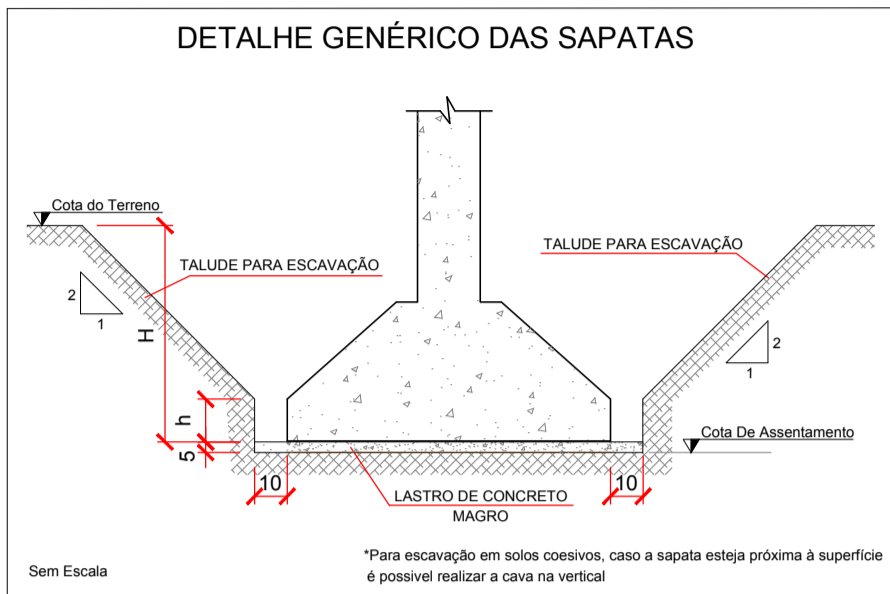 DETALHE GENÉRICO DAS SAPATAS
Cota do Terreno
TALUDE PARA ESCAVAÇÃO
TALUDE PARA ESCAVAÇÃO
2
1
H
2
1
h
5
Cota De Assentamento
10
10
LASTRO DE CONCRETO
MAGRO
*Para escavação em solos coesivos, caso a sapata esteja próxima à superfície
é possivel realizar a cava na vertical
Sem Escala